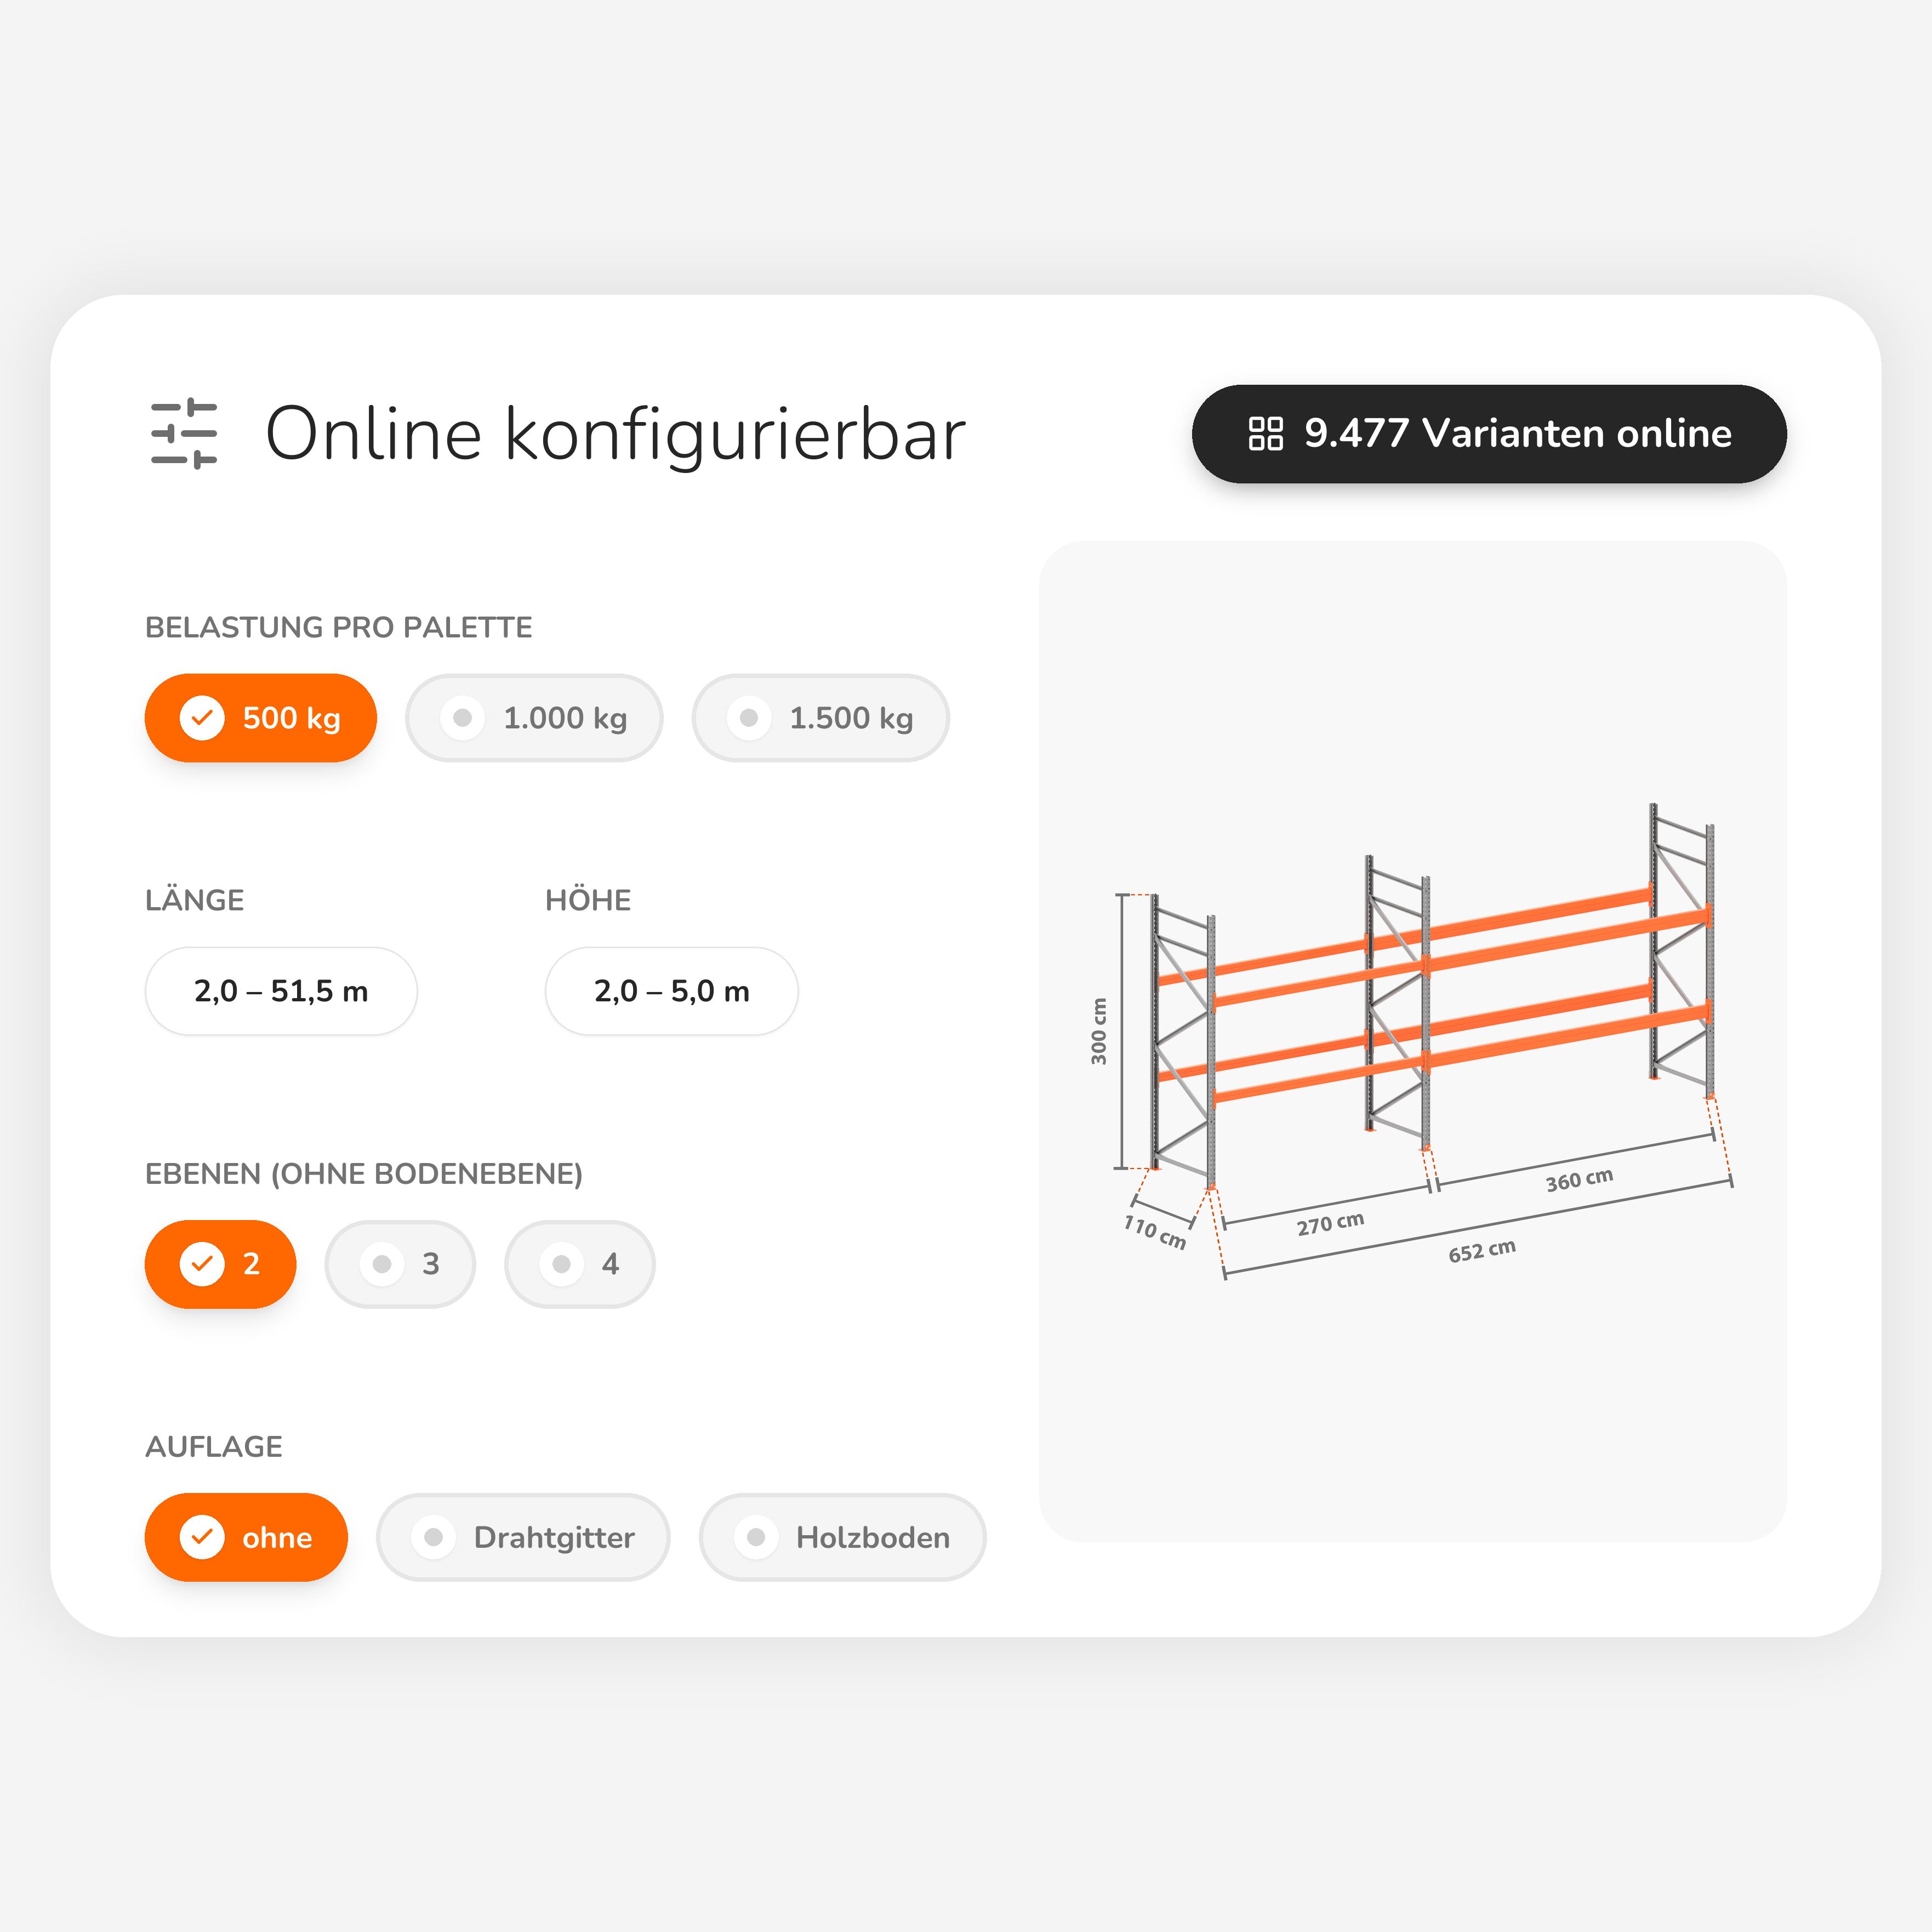 Online konfigurierbar
9.477 Varianten online
BELASTUNG PRO PALETTE
500 kg
1.000 kg
1.500 kg
LÄNGE
HÖHE
2,0 – 51,5 m
2,0 – 5,0 m
EBENEN (OHNE BODENEBENE)
2
3
4
AUFLAGE
ohne
Drahtgitter
Holzboden
300 cm
110 cm
270 cm
360 cm
652 cm